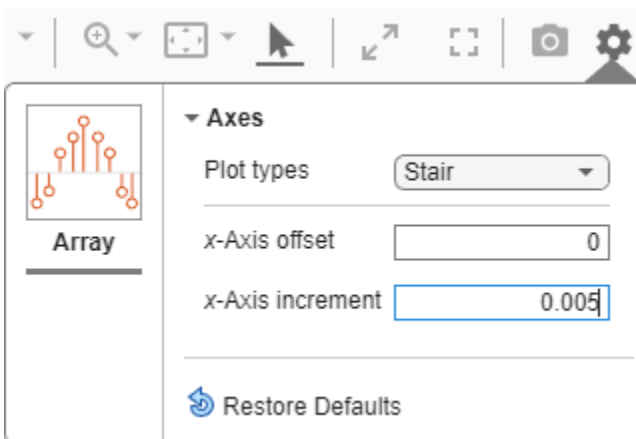 Array
Axes
Plot types Stair
x-Axis offset 0
x-Axis increment 0.005
Restore Defaults